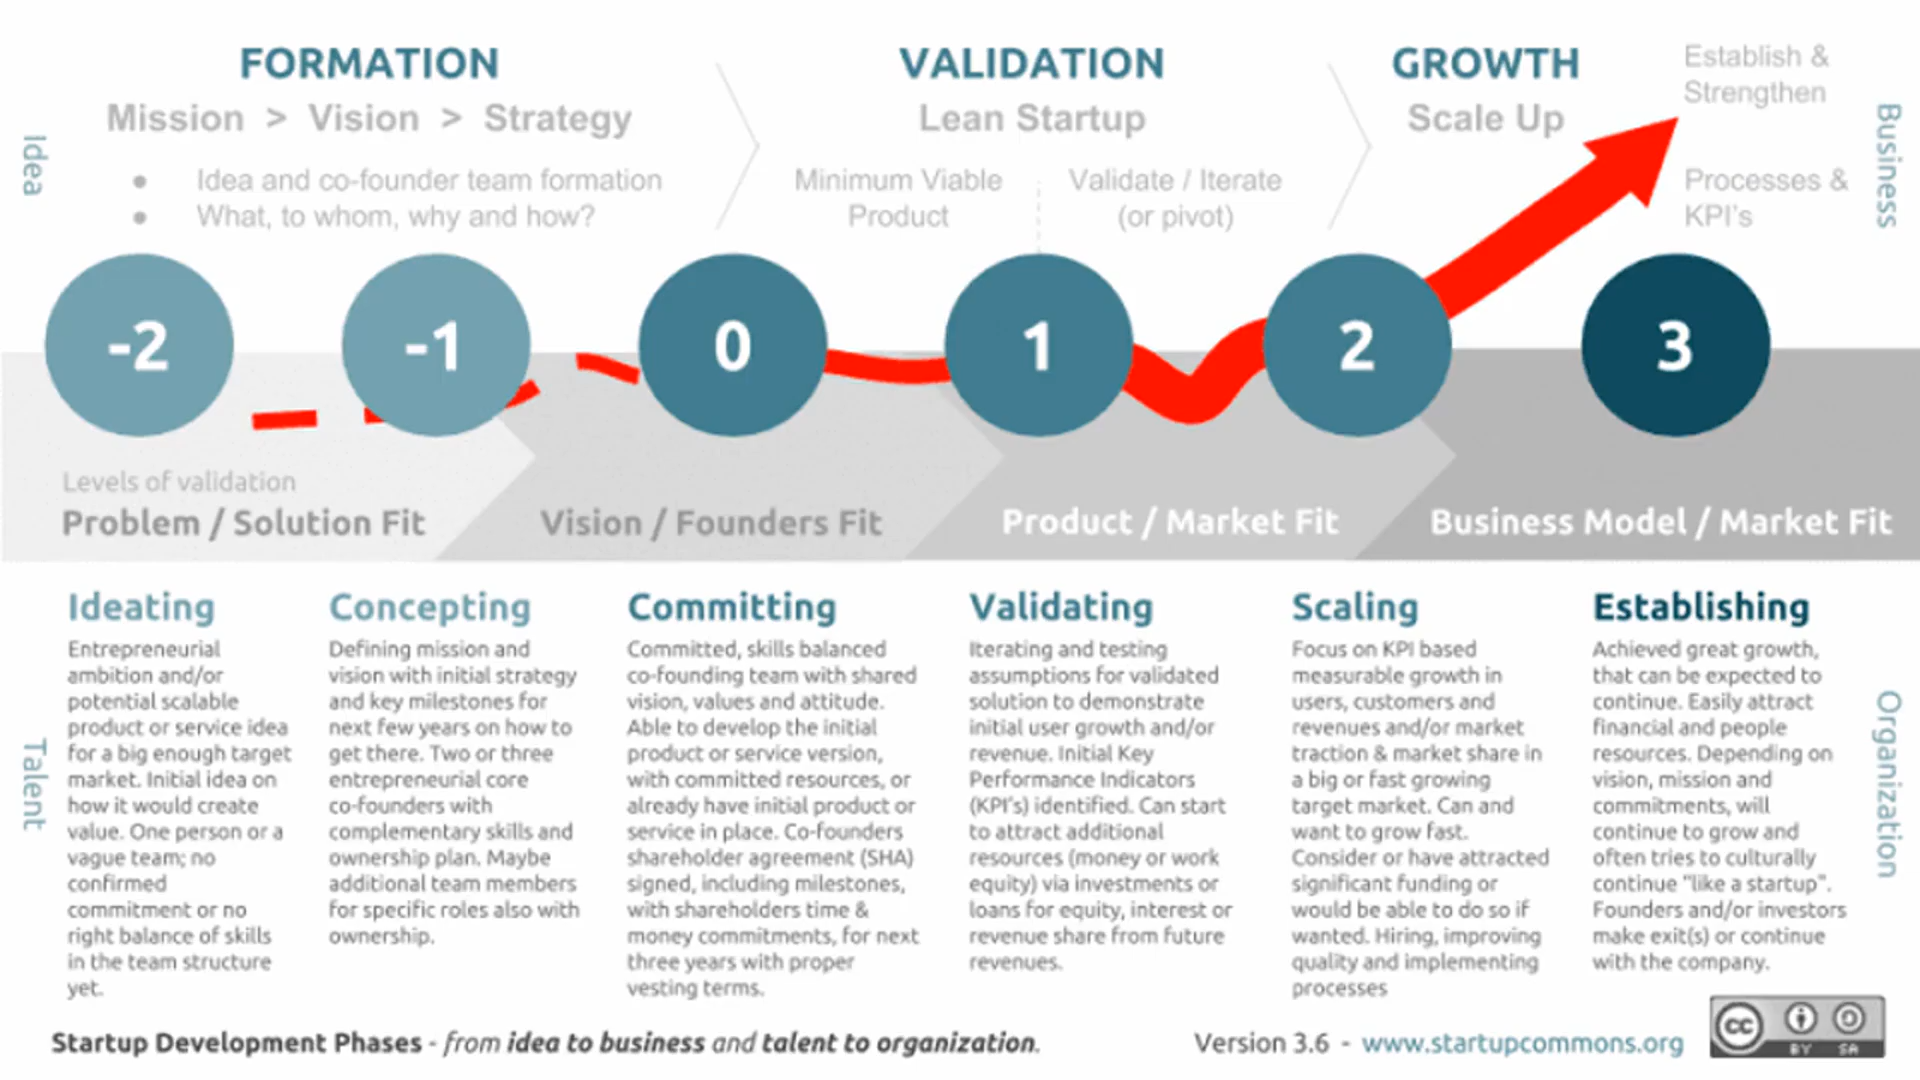 FORMATION
Mission > Vision > Strategy
● Idea and co-founder team formation
● What, to whom, why and how?
VALIDATION
Lean Startup
Minimum Viable
Product
Validate / Iterate
(or pivot)
GROWTH
Scale Up
Establish &
Strengthen
Processes &
KPI's
Idea
Business
-2
-1
0
1
2
3
Levels of validation
Problem / Solution Fit
Vision / Founders Fit
Product / Market Fit
Business Model / Market Fit
Talent
Organization
Ideating
Entrepreneurial
ambition and/or
potential scalable
product or service idea
for a big enough target
market. Initial idea on
how it would create
value. One person or a
vague team; no
confirmed
commitment or no
right balance of skills
in the team structure
yet.
Concepting
Defining mission and
vision with initial strategy
and key milestones for
next few years on how to
get there. Two or three
entrepreneurial core
co-founders with
complementary skills and
ownership plan. Maybe
additional team members
for specific roles also with
ownership.
Committing
Committed, skills balanced
co-founding team with shared
vision, values and attitude.
Able to develop the initial
product or service version,
with committed resources, or
already have initial product or
service in place. Co-founders
shareholder agreement (SHA)
signed, including milestones,
with shareholders time &
money commitments, for next
three years with proper
vesting terms.
Validating
Iterating and testing
assumptions for validated
solution to demonstrate
initial user growth and/or
revenue. Initial Key
Performance Indicators
(KPI's) identified. Can start
to attract additional
resources (money or work
equity) via investments or
loans for equity, interest or
revenue share from future
revenues.
Scaling
Focus on KPI based
measurable growth in
users, customers and
revenues and/or market
traction & market share in
a big or fast growing
target market. Can and
want to grow fast.
Consider or have attracted
significant funding or
would be able to do so if
wanted. Hiring, improving
quality and implementing
processes
Establishing
Achieved great growth,
that can be expected to
continue. Easily attract
financial and people
resources. Depending on
vision, mission and
commitments, will
continue to grow and
often tries to culturally
continue "like a startup".
Founders and/or investors
make exit(s) or continue
with the company.
Startup Development Phases - from idea to business and talent to organization.
Version 3.6 - www.startupcommons.org
cc
BY SA